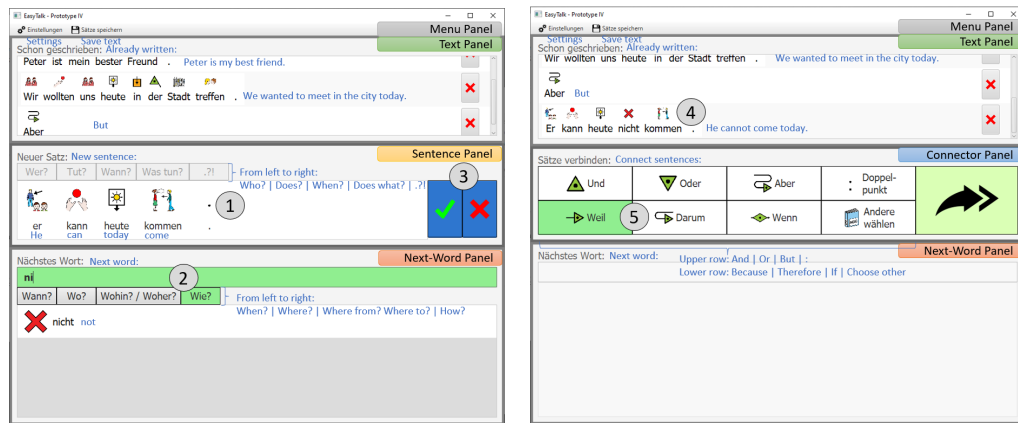 EasyTalk - Prototype IV
Einstellungen Sätze speichern Menu Panel
Settings Save text Text Panel
Schon geschrieben: Already written:
Peter ist mein bester Freund . Peter is my best friend.
Wir wollten uns heute in der Stadt treffen . We wanted to meet in the city today.
Aber But
Neuer Satz: New sentence: Sentence Panel
Wer? Tut? Wann? Was tun? .?! From left to right:
Who? | Does? | When? | Does what? | .?!
1
3
er kann heute kommen .
He can today come .
Nächstes Wort: Next word: Next-Word Panel
ni 2
Wann? Wo? Wohin? / Woher? Wie? From left to right:
When? | Where? | Where from? Where to? | How?
nicht not
EasyTalk - Prototype IV
Einstellungen Sätze speichern Menu Panel
Settings Save text Text Panel
Schon geschrieben: Already written:
Wir wollten uns heute in der Stadt treffen . We wanted to meet in the city today.
Aber But
4
Er kann heute nicht kommen . He cannot come today.
Sätze verbinden: Connect sentences: Connector Panel
Und Oder Aber : Doppel-
punkt
Weil 5 Darum Wenn Andere
wählen
Nächstes Wort: Next word: Next-Word Panel
Upper row: And | Or | But | :
Lower row: Because | Therefore | If | Choose other